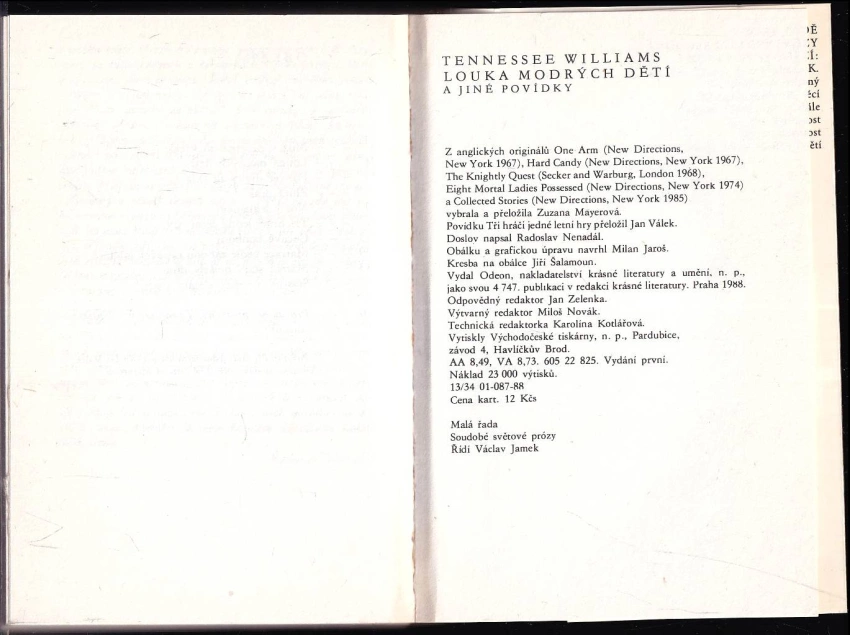 TENNESSEE WILLIAMS
LOUKA MODRÝCH DĚTÍ
A JINÉ POVÍDKY
Z anglických originálů One Arm (New Directions,
New York 1967), Hard Candy (New Directions, New York 1967),
The Knightly Quest (Secker and Warburg, London 1968),
Eight Mortal Ladies Possessed (New Directions, New York 1974)
a Collected Stories (New Directions, New York 1985)
vybrala a přeložila Zuzana Mayerová.
Povídku Tři hráči jedné letní hry přeložil Jan Válek.
Doslov napsal Radoslav Nenadál.
Obálku a grafickou úpravu navrhl Milan Jaroš.
Kresba na obálce Jiří Šalamoun.
Vydal Odeon, nakladatelství krásné literatury a umění, n. p.,
jako svou 4 747. publikaci v redakci krásné literatury. Praha 1988.
Odpovědný redaktor Jan Zelenka.
Výtvarný redaktor Miloš Novák.
Technická redaktorka Karolína Kotlářová.
Vytiskly Východočeské tiskárny, n. p., Pardubice,
závod 4, Havlíčkův Brod.
AA 8,49, VA 8,73. 605 22 825. Vydání první.
Náklad 23 000 výtisků.
13/34 01-087-88
Cena kart. 12 Kčs
Malá řada
Soudobé světové prózy
Řídí Václav Jamek